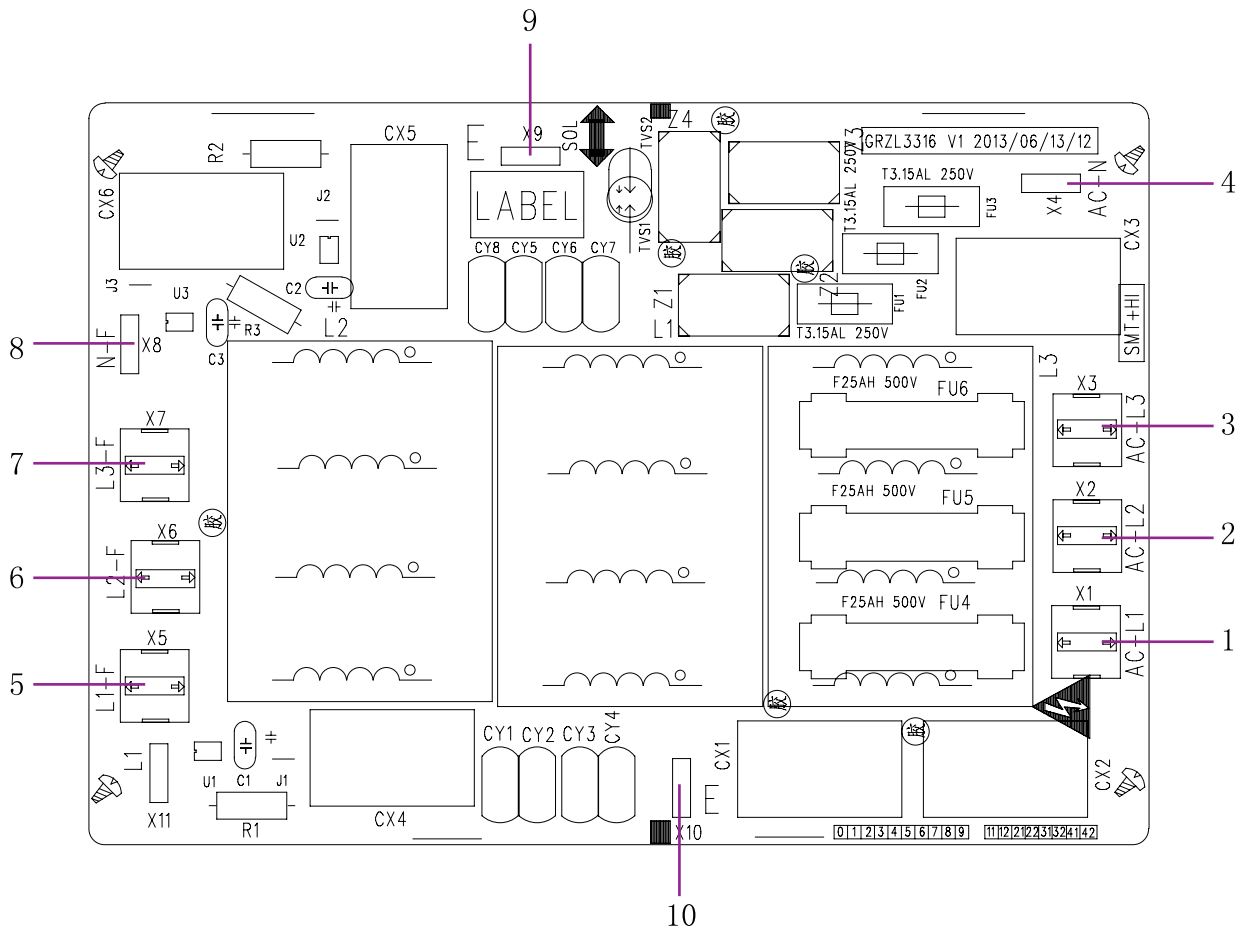 9
CX5
E
X9
SOL
TVS2
Z4
胶
Z3
GRZL3316 V1 2013/06/13/12
R2
T3.15AL 250V
T3.15AL 250V
X4
AC-N
4
CX6
J2
LABEL
FU3
U2
TVS1
胶
CX3
CY8
CY5
CY6
CY7
胶
J3
U3
C2
Z1
Z2
FU1
FU2
SMT+HI
C3
R3
L2
L1
T3.15AL 250V
8
N-F
X8
L3
F25AH 500V
FU6
X3
AC-L3
3
X7
L3-F
7
F25AH 500V
FU5
X2
AC-L2
2
胶
X6
L2-F
6
F25AH 500V
FU4
X1
AC-L1
1
X5
L1-F
5
胶
胶
L1
CY1
CY2
CY3
CY4
CX1
CX2
U1
C1
J1
X11
R1
CX4
E
X10
0 1 2 3 4 5 6 7 8 9
11 12 21 22 31 32 41 42
10